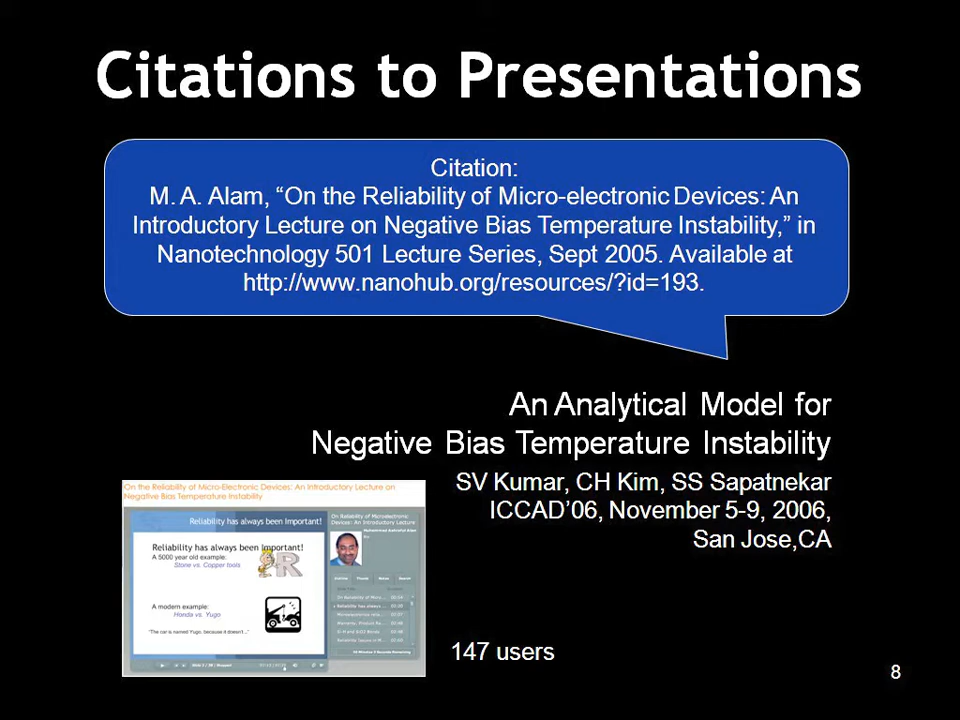 Citations to Presentations
Citation:
M. A. Alam, “On the Reliability of Micro-electronic Devices: An
Introductory Lecture on Negative Bias Temperature Instability,” in
Nanotechnology 501 Lecture Series, Sept 2005. Available at
http://www.nanohub.org/resources/?id=193.
An Analytical Model for
Negative Bias Temperature Instability
SV Kumar, CH Kim, SS Sapatnekar
ICCAD’06, November 5-9, 2006,
San Jose,CA
On the Reliability of Micro-Electronic Devices: An Introductory Lecture on
Negative Bias Temperature Instability
Reliability has always been Important!
On Reliability of Microelectronic
Devices: An Introductory Lecture
Reliability has always been Important!
A 5000 year old example:
Stone vs. Copper tools
R
A modern example:
Honda vs. Yugo
"The car is named Yugo, because it doesn't..."
147 users
8